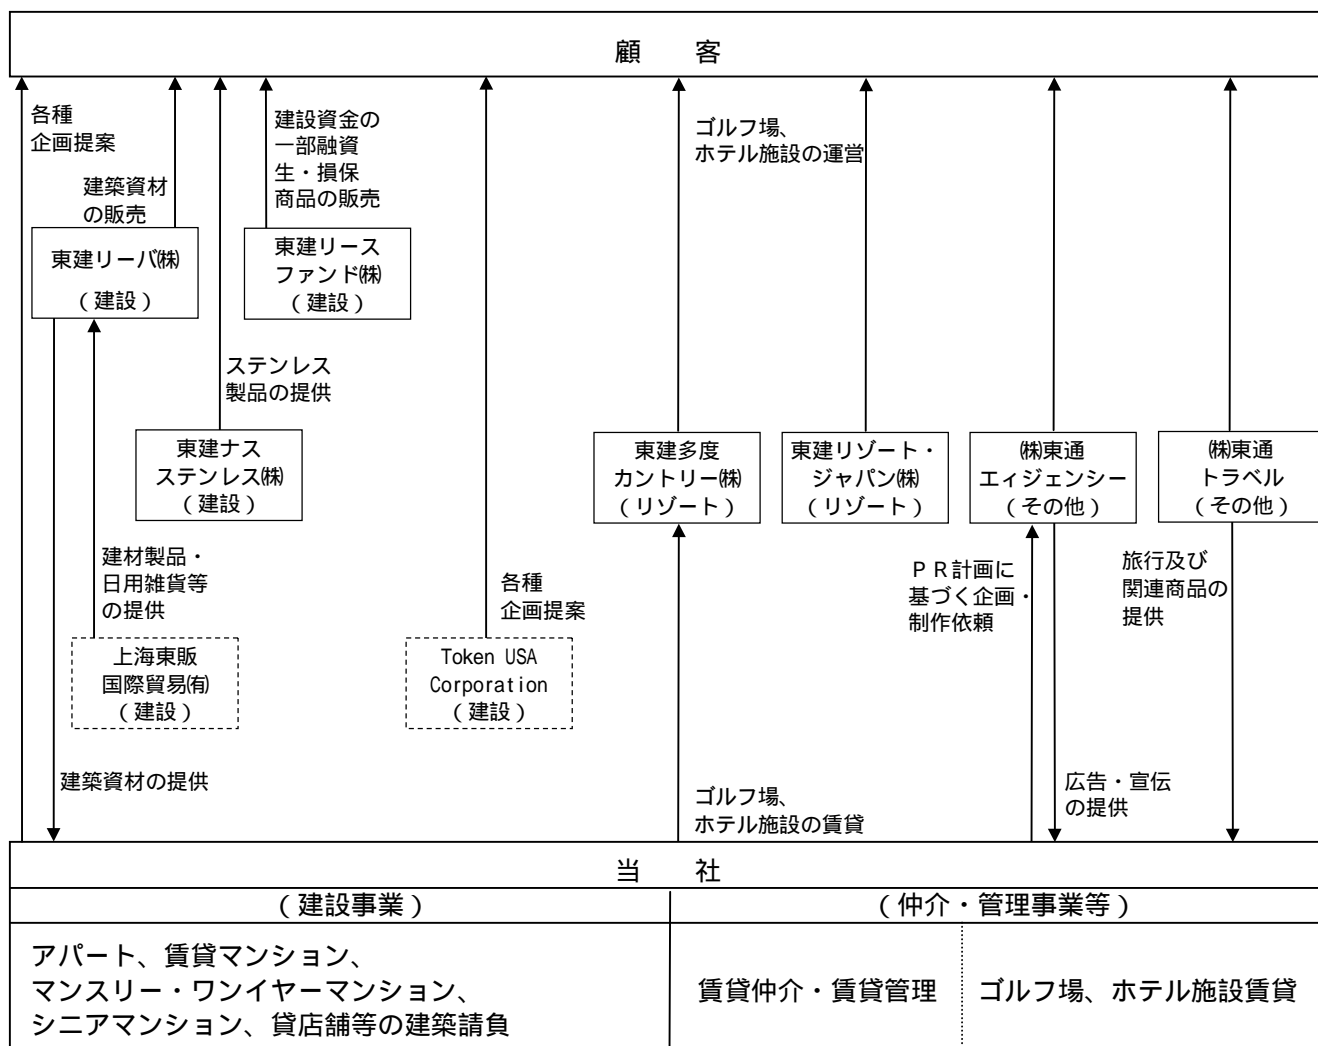 顧　　客
各種
企画提案
建築資材
の販売
建設資金の
一部融資
生・損保
商品の販売
ゴルフ場、
ホテル施設の運営
東建リーバ㈱
（建設）
東建リース
ファンド㈱
（建設）
ステンレス
製品の提供
東建ナス
ステンレス㈱
（建設）
東建多度
カントリー㈱
（リゾート）
東建リゾート・
ジャパン㈱
（リゾート）
㈱東通
エィジェンシー
（その他）
㈱東通
トラベル
（その他）
建材製品・
日用雑貨等
の提供
各種
企画提案
ＰＲ計画に
基づく企画・
制作依頼
旅行及び
関連商品の
提供
上海東販
国際貿易㈲
（建設）
Token USA
Corporation
（建設）
建築資材の提供
ゴルフ場、
ホテル施設の賃貸
広告・宣伝
の提供
当　　社
（建設事業）
（仲介・管理事業等）
アパート、賃貸マンション、
マンスリー・ワンイヤーマンション、
シニアマンション、貸店舗等の建築請負
賃貸仲介・賃貸管理
ゴルフ場、ホテル施設賃貸